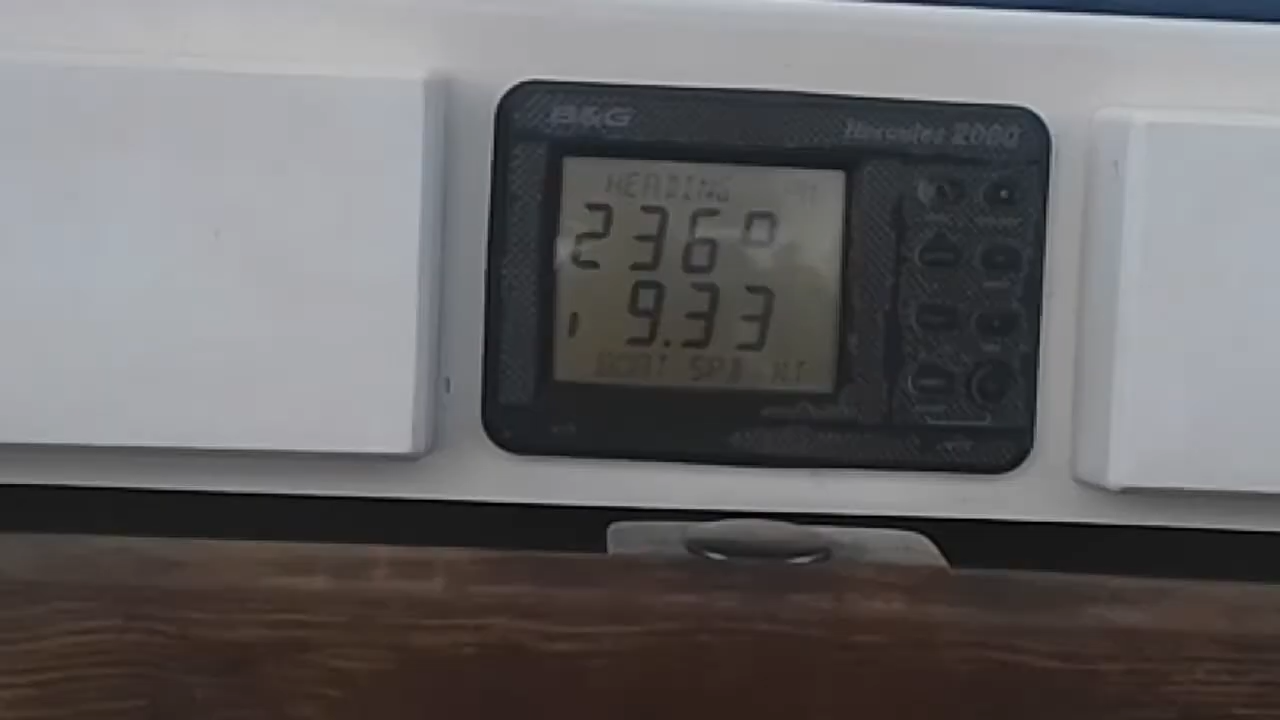 B&G
Hercules 2000
HEADING
236°
9.33
BOAT SPD KT